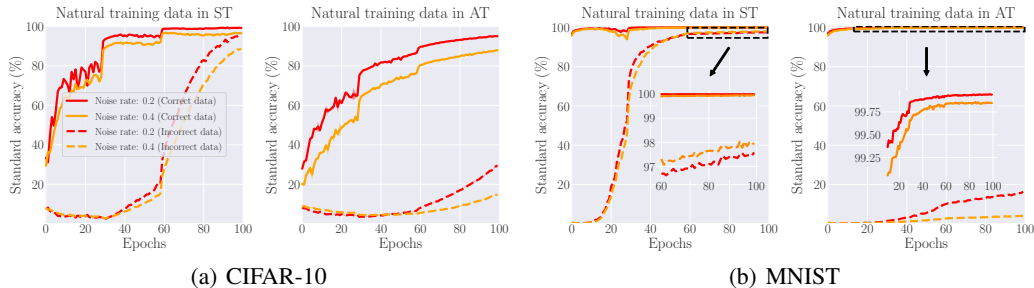 Natural training data in ST
Standard accuracy (%)
100
80
60
40
20
Noise rate: 0.2 (Correct data)
Noise rate: 0.4 (Correct data)
Noise rate: 0.2 (Incorrect data)
Noise rate: 0.4 (Incorrect data)
0 20 40 60 80 100
Epochs
Natural training data in AT
Standard accuracy (%)
100
80
60
40
20
0 20 40 60 80 100
Epochs
(a) CIFAR-10
Natural training data in ST
Standard accuracy (%)
100
80
60
40
20
100
99
98
97
60 80 100
0 20 40 60 80 100
Epochs
Natural training data in AT
Standard accuracy (%)
100
80
60
40
20
99.75
99.50
99.25
20 40 60 80 100
0 20 40 60 80 100
Epochs
(b) MNIST